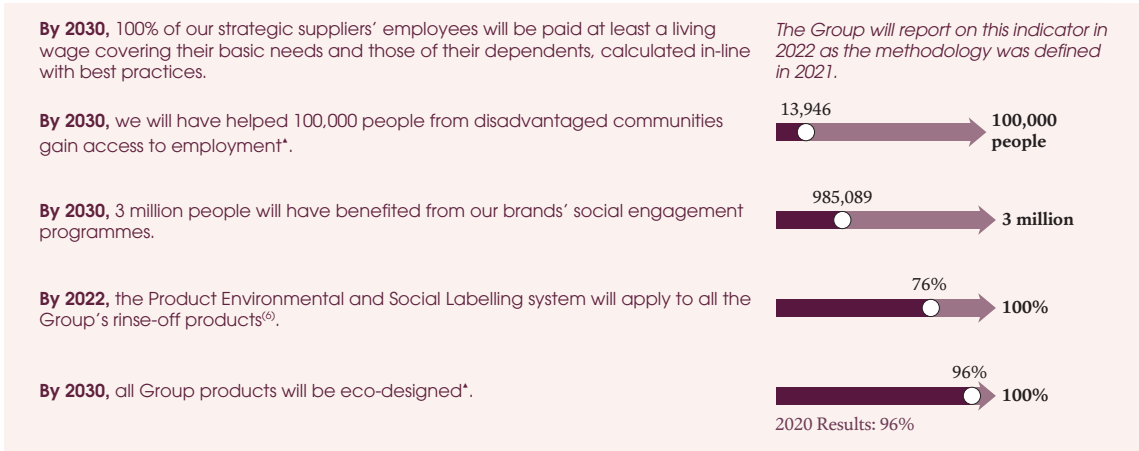 By 2030, 100% of our strategic suppliers’ employees will be paid at least a living
wage covering their basic needs and those of their dependents, calculated in-line
with best practices.
The Group will report on this indicator in
2022 as the methodology was defined
in 2021.
By 2030, we will have helped 100,000 people from disadvantaged communities
gain access to employment▲.
13,946
100,000
people
By 2030, 3 million people will have benefited from our brands’ social engagement
programmes.
985,089
3 million
By 2022, the Product Environmental and Social Labelling system will apply to all the
Group’s rinse-off products(6).
76%
100%
By 2030, all Group products will be eco-designed▲.
96%
100%
2020 Results: 96%